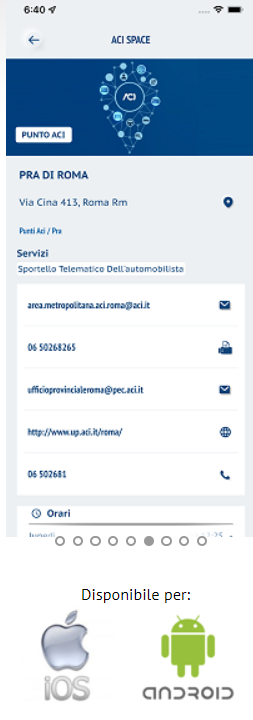 6:40
ACI SPACE
ACI
PUNTO ACI
PRA DI ROMA
Via Cina 413, Roma Rm
Punti Aci / Pra
Servizi
Sportello Telematico Dell'automobilista
area.metropolitana.aci.roma@aci.it
06 50268265
ufficioprovincialeroma@pec.aci.it
http://www.up.aci.it/roma/
06 502681
Orari
Disponibile per:
iOS
ANDROID